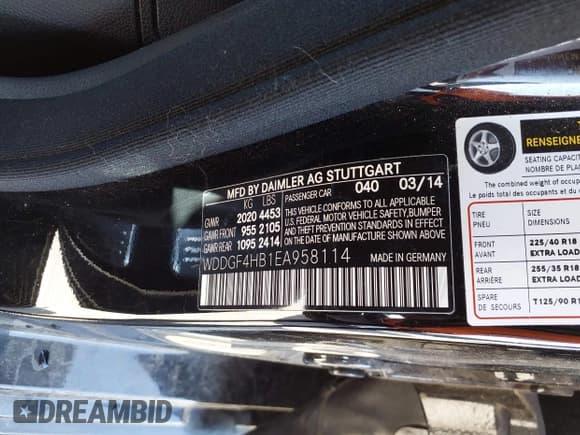 MFD BY DAIMLER AG STUTTGART
KG LBS PASSENGER CAR 040 03/14
GAWR 2020 4453 THIS VEHICLE CONFORMS TO ALL APPLICABLE
GAWR FRONT 955 2105 U.S. FEDERAL MOTOR VEHICLE SAFETY,BUMPER
GAWR REAR 1095 2414 AND THEFT PREVENTION STANDARDS IN EFFECT
ON THE DATE OF MANUFACTURE SHOWN ABOVE.
WDDGF4HB1EA958114 MADE IN GERMANY
RENSEIGNE
SEATING CAPACI
NOMBRE DE PLA
The combined weight of occup
Le poids total des occupants et d
TIRE SIZE
PNEU DIMENSIONS
FRONT 225/40 R18
AVANT EXTRA LOAD
REAR 255/35 R18
ARRIÈRE EXTRA LOAD
SPARE T125/90 R1
DE SECOURS
DREAMBID